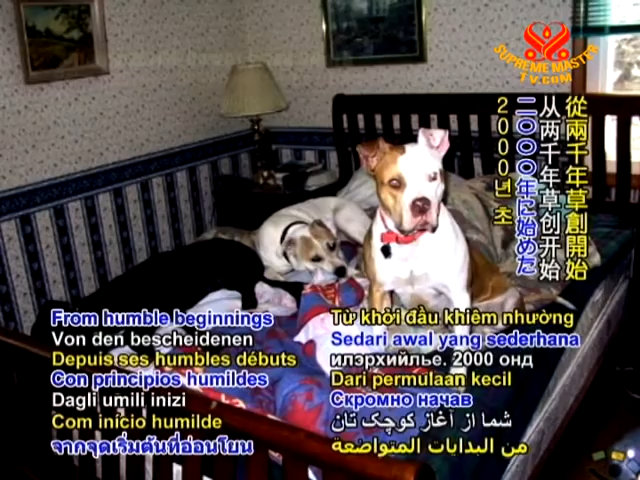 SUPREME MASTER
TV.COM
從兩千年草創開始
从两千年草创开始
二〇〇〇年に始めた
2000년 초
From humble beginnings
Von den bescheidenen
Depuis ses humbles débuts
Con principios humildes
Dagli umili inizi
Com início humilde
จากจุดเริ่มต้นที่อ่อนโยน
Từ khởi đầu khiêm nhường
Sedari awal yang sederhana
илэрхийлье. 2000 онд
Dari permulaan kecil
Скромно начав
شما از آغاز کوچک تان
من البدايات المتواضعة